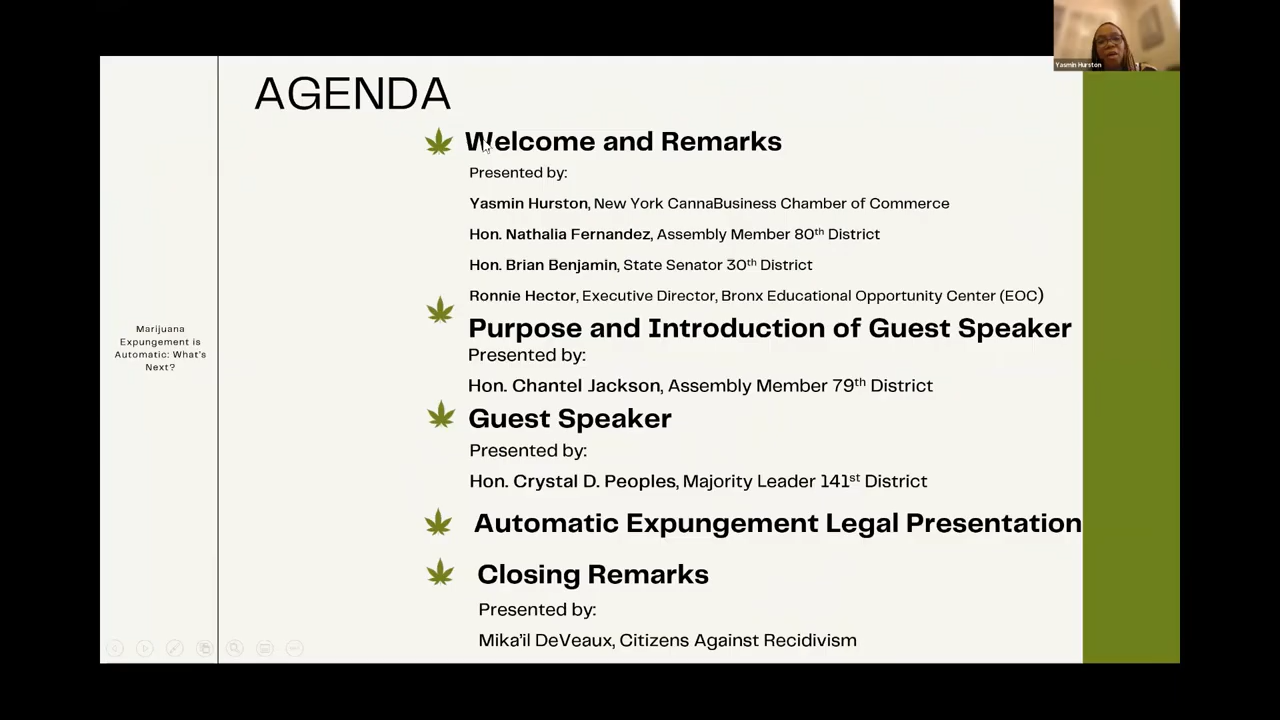 Yasmin Hurston
AGENDA
Welcome and Remarks
Presented by:
Yasmin Hurston, New York CannaBusiness Chamber of Commerce
Hon. Nathalia Fernandez, Assembly Member 80th District
Hon. Brian Benjamin, State Senator 30th District
Ronnie Hector, Executive Director, Bronx Educational Opportunity Center (EOC)
Purpose and Introduction of Guest Speaker
Presented by:
Hon. Chantel Jackson, Assembly Member 79th District
Guest Speaker
Presented by:
Hon. Crystal D. Peoples, Majority Leader 141st District
Automatic Expungement Legal Presentation
Closing Remarks
Presented by:
Mika'il DeVeaux, Citizens Against Recidivism
Marijuana
Expungement is
Automatic: What's
Next?